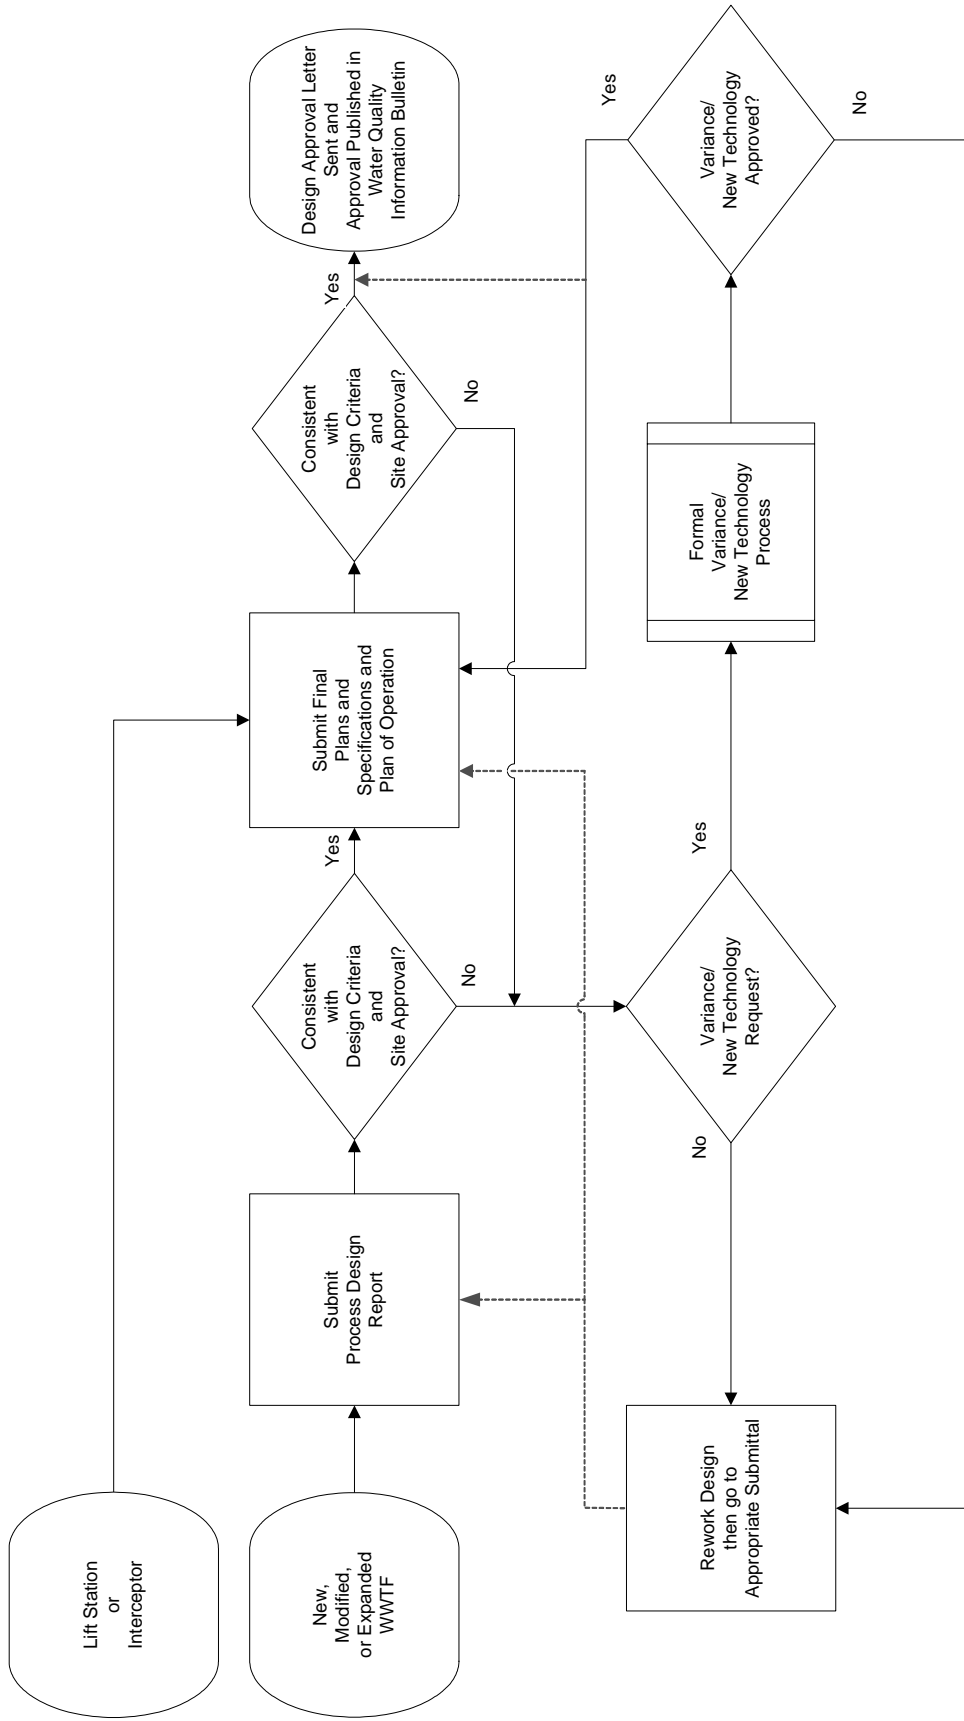 Lift Station
or
Interceptor
New,
Modified,
or Expanded
WWTF
Submit
Process Design
Report
Consistent
with
Design Criteria
and
Site Approval?
Yes
No
Submit Final
Plans and
Specifications and
Plan of Operation
Consistent
with
Design Criteria
and
Site Approval?
Yes
No
Design Approval Letter
Sent and
Approval Published in
Water Quality
Information Bulletin
Rework Design
then go to
Appropriate Submittal
No
Variance/
New Technology
Request?
Yes
Formal
Variance/
New Technology
Process
Variance/
New Technology
Approved?
Yes
No